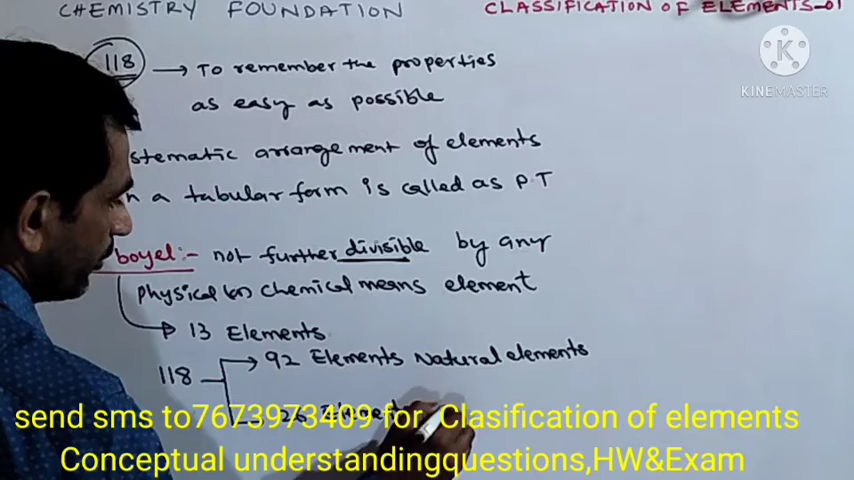 CHEMISTRY FOUNDATION CLASSIFICATION OF ELEMENTS-01
KINEMASTER
118 → To remember the properties
as easy as possible
stematic arrangement of elements
n a tabular form is called as P.T
boyel:- not further divisible by any
physical (or) chemical means element
13 Elements
92 Elements Natural elements
118
26 Element
send sms to7673973409 for Clasification of elements
Conceptual understandingquestions,HW&Exam